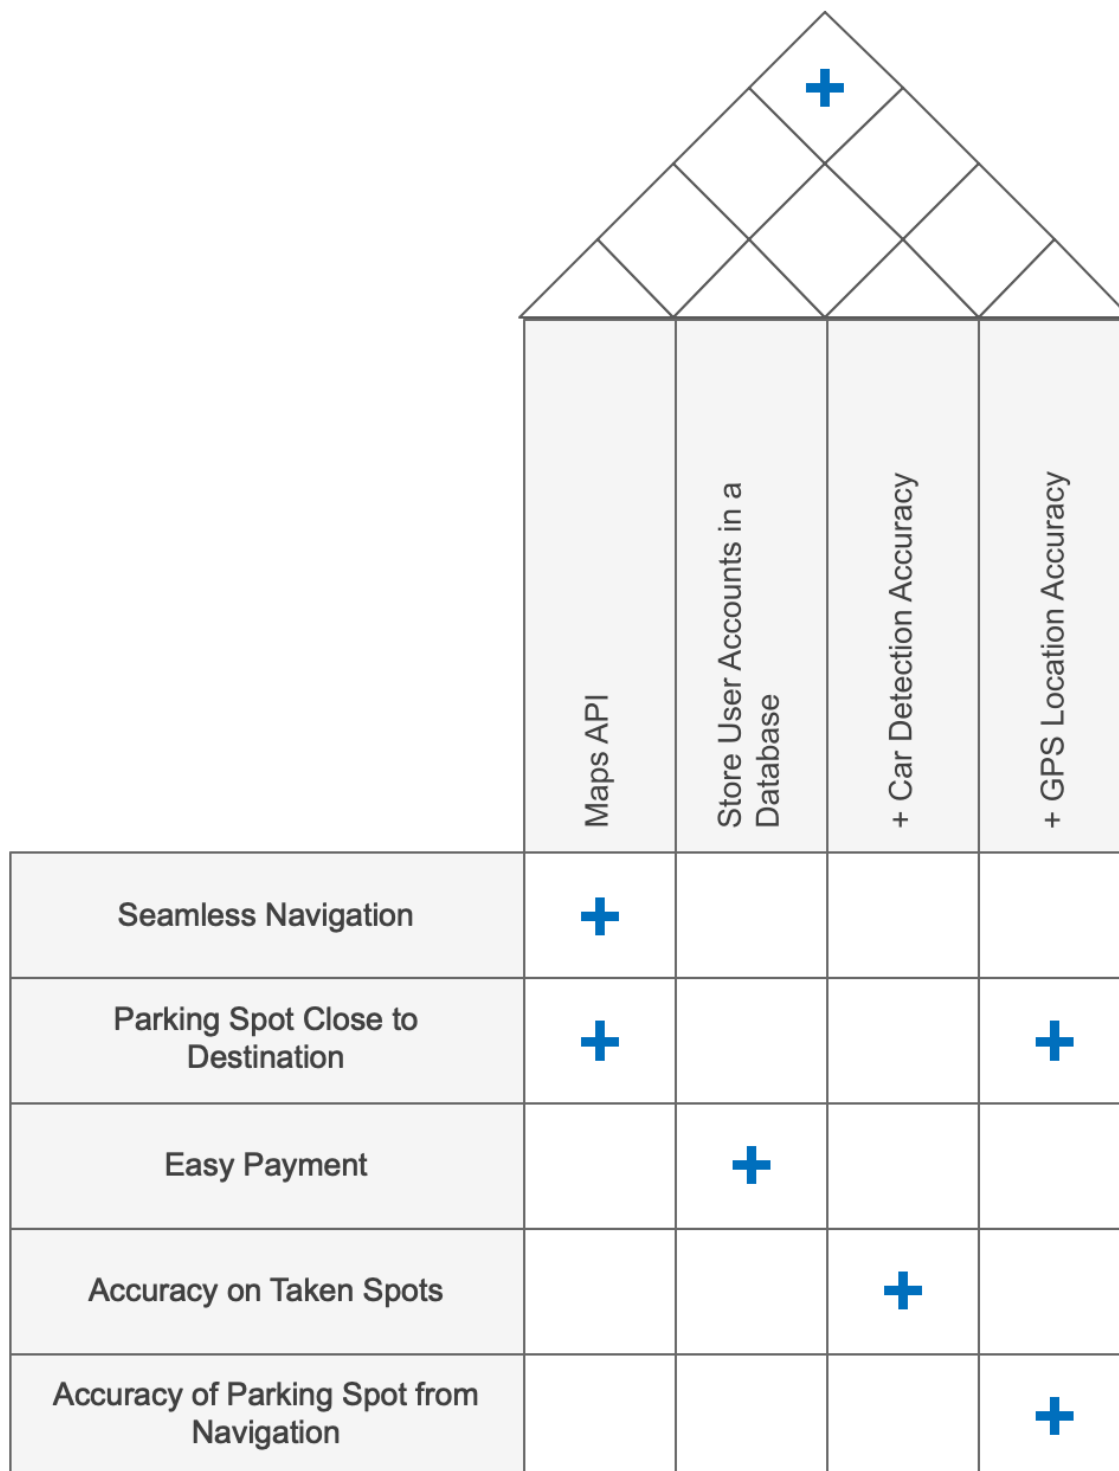 +
Maps API
Store User Accounts in a
Database
+ Car Detection Accuracy
+ GPS Location Accuracy
Seamless Navigation
+
Parking Spot Close to
Destination
+ +
Easy Payment
+
Accuracy on Taken Spots
+
Accuracy of Parking Spot from
Navigation
+